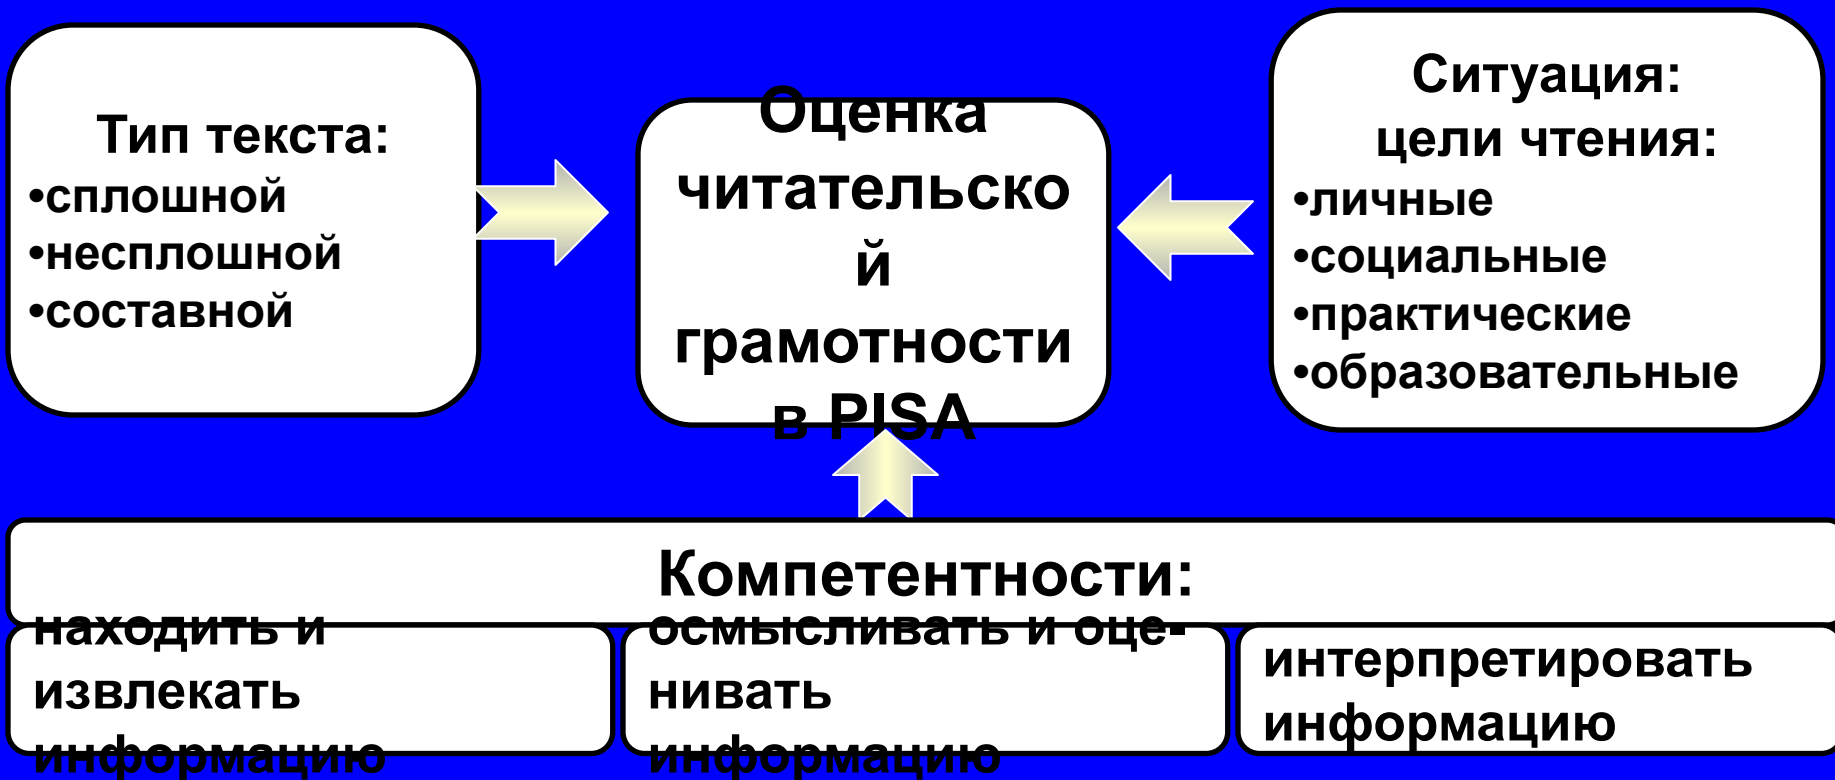 Тип текста:
•сплошной
•несплошной
•составной
Оценка
читательско
й
грамотности
в PISA
Ситуация:
цели чтения:
•личные
•социальные
•практические
•образовательные
Компетентности:
находить и
извлекать
информацию
осмысливать и оце-
нивать
информацию
интерпретировать
информацию